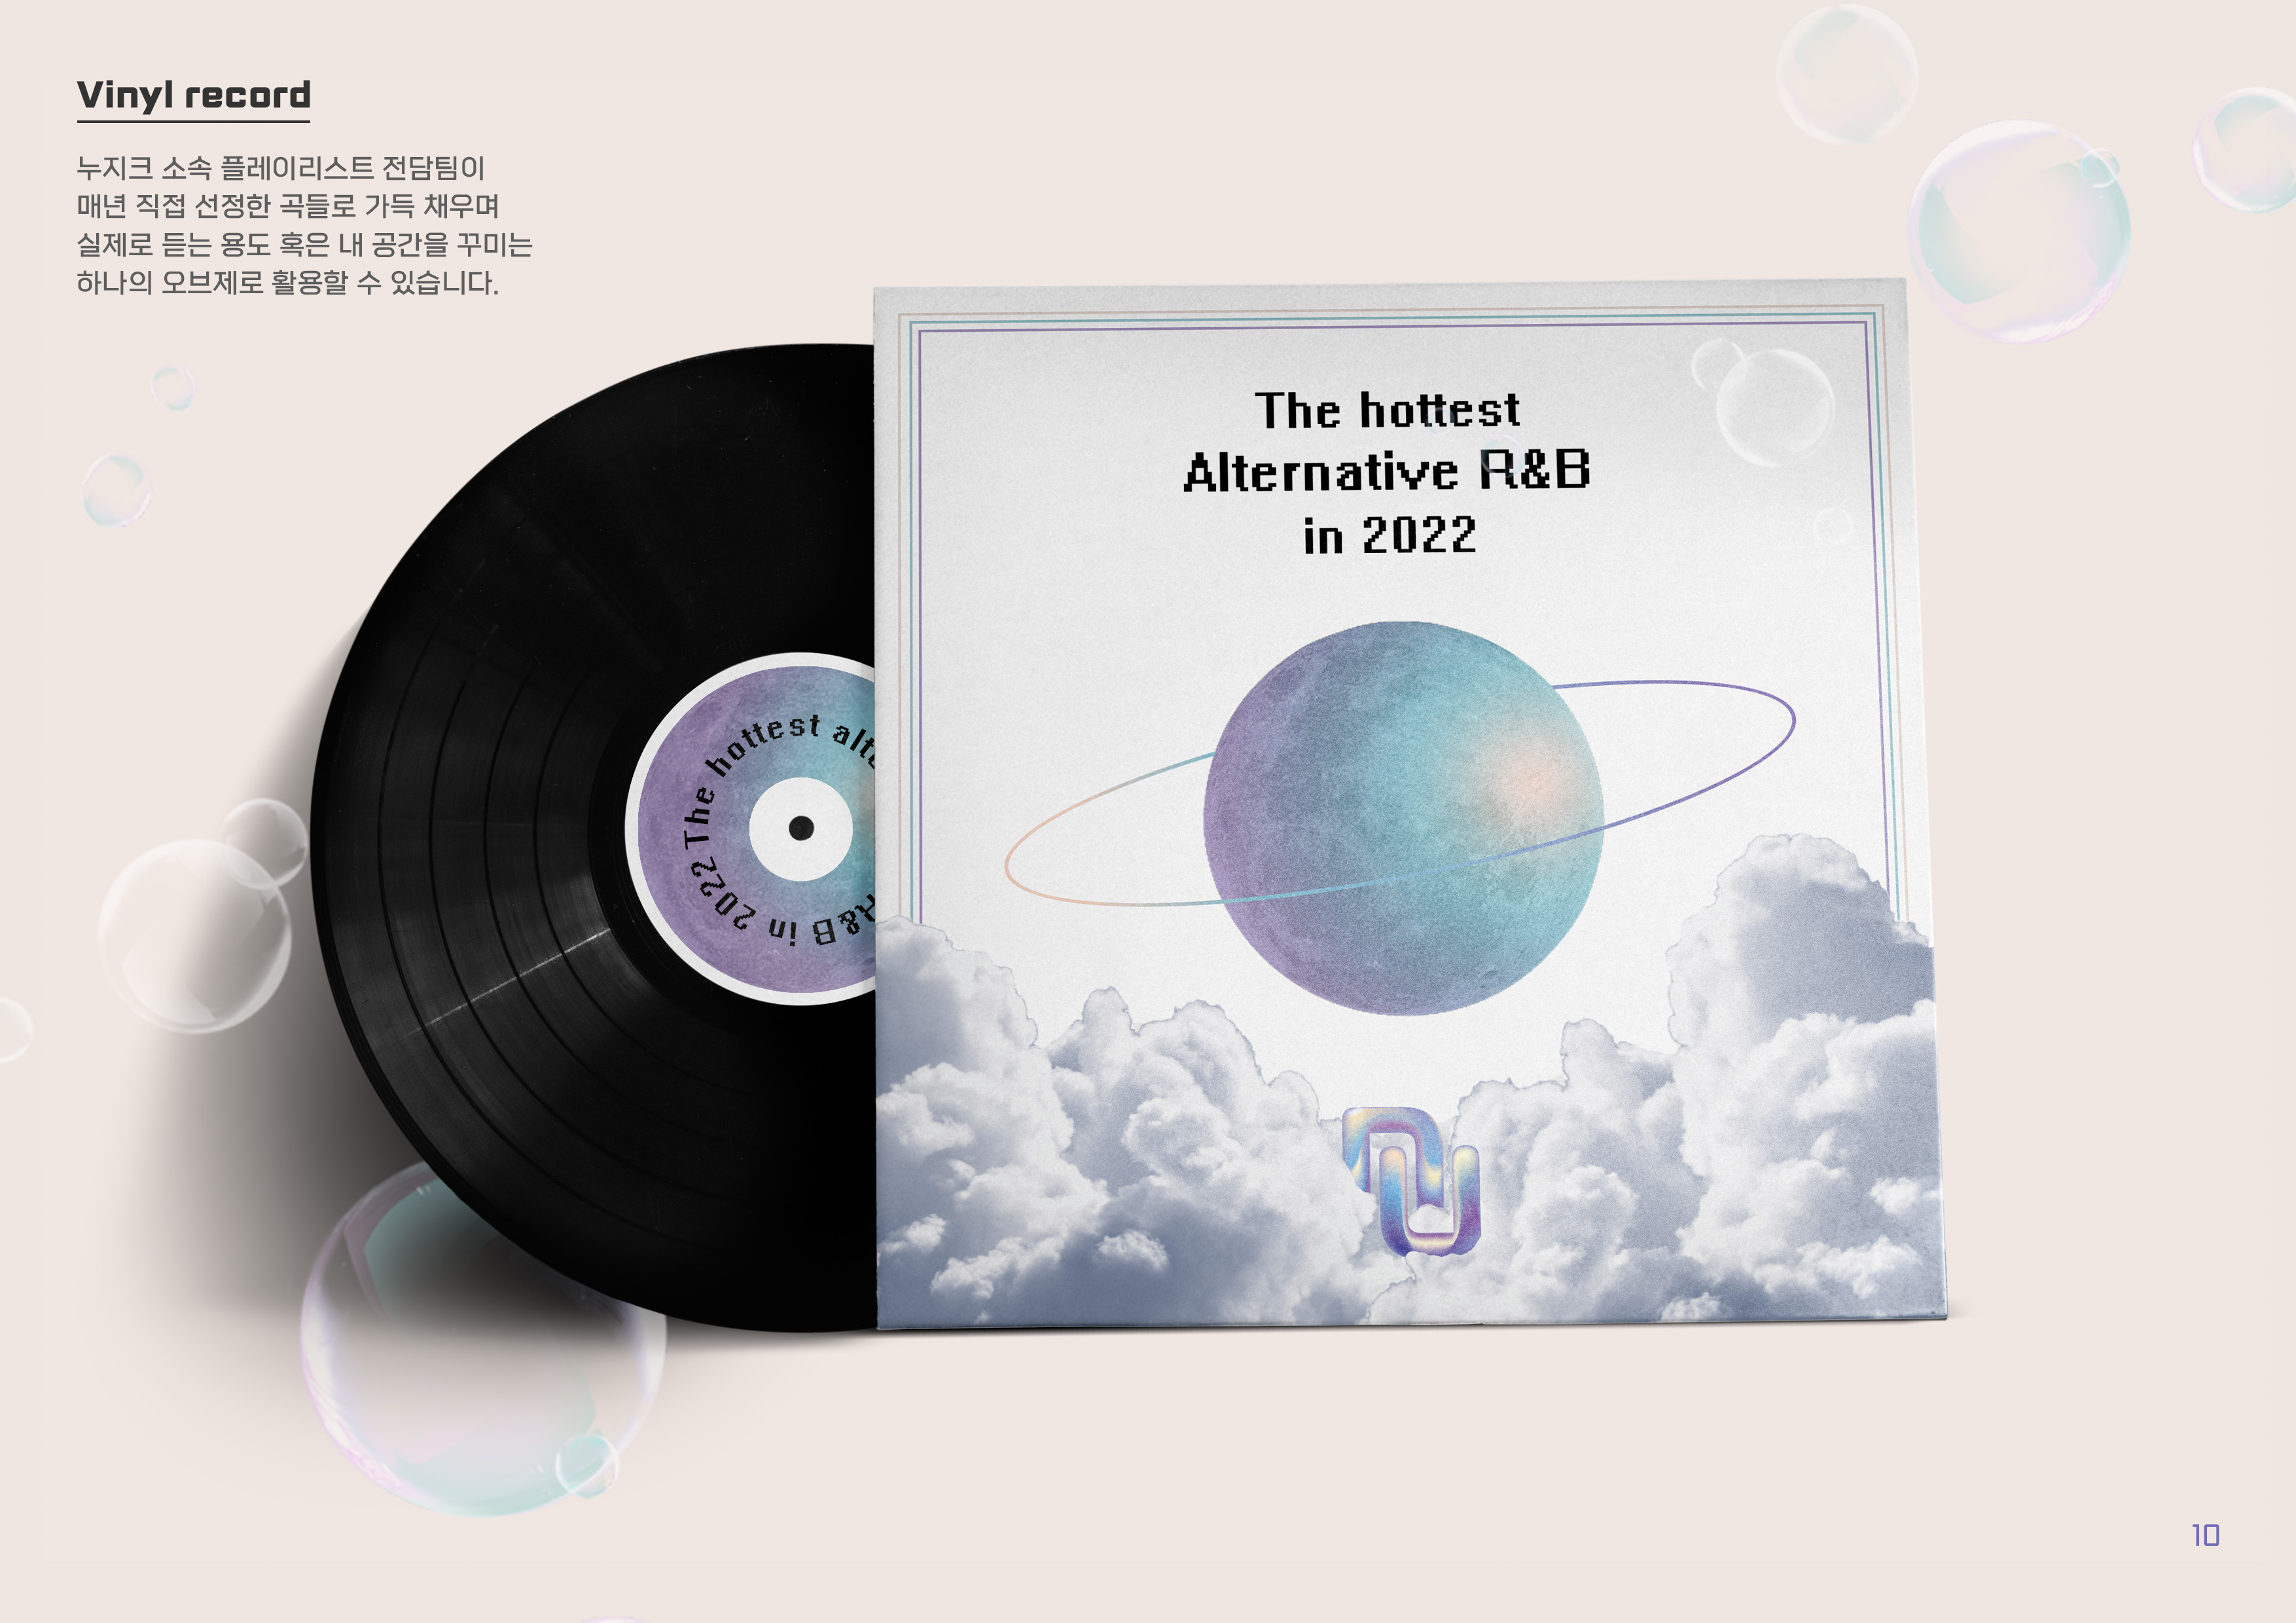 Vinyl record
누지크 소속 플레이리스트 전담팀이
매년 직접 선정한 곡들로 가득 채우며
실제로 듣는 용도 혹은 내 공간을 꾸미는
하나의 오브제로 활용할 수 있습니다.
The hottest
Alternative R&B
in 2022
The hottest R&B in 2022
10